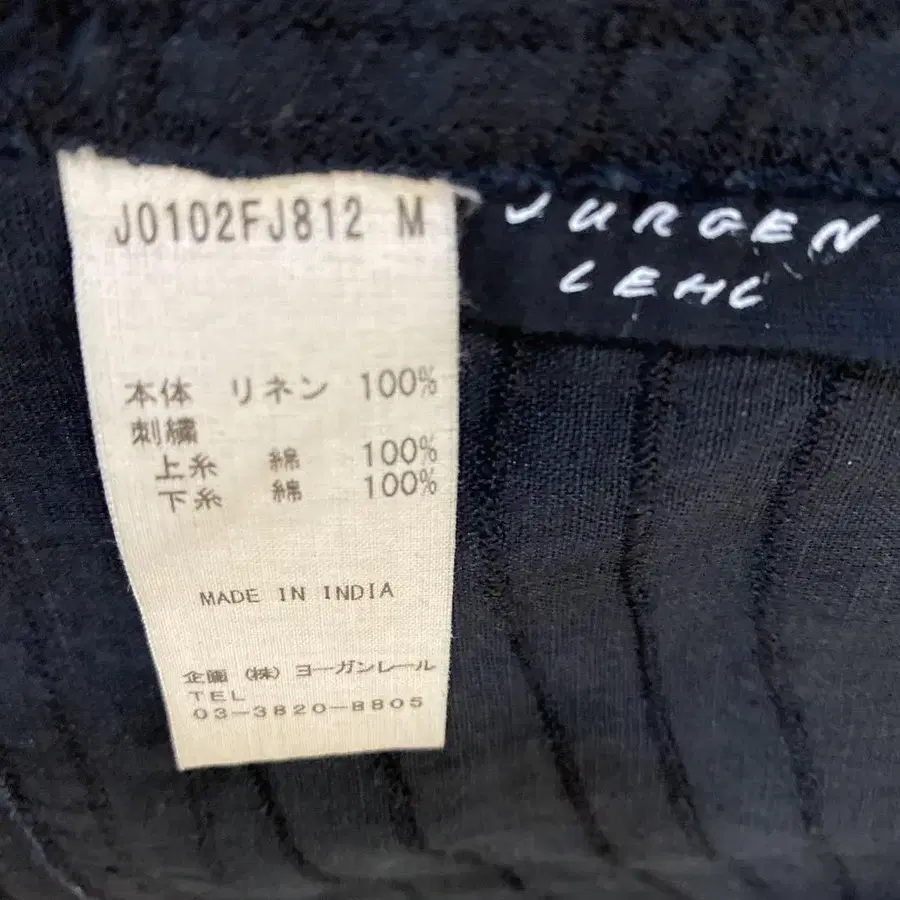 J0102FJ812 M
JURGEN
LEHL
本体 リネン 100%
刺繍
上糸 綿 100%
下糸 綿 100%
MADE IN INDIA
企画 (株) ヨーガンレール
TEL
03-3820-8805